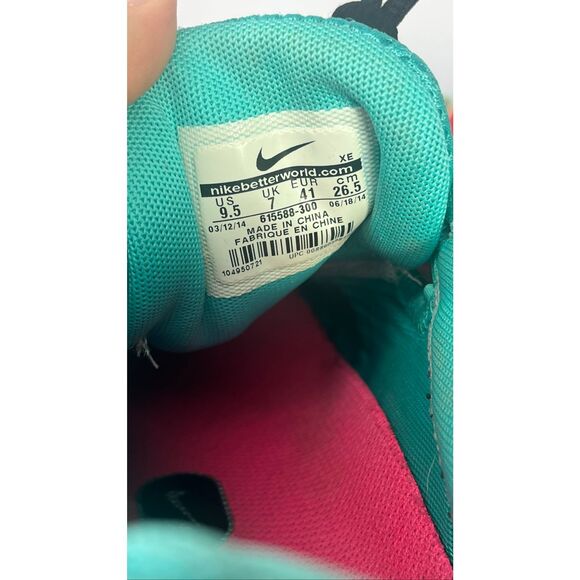 XE
nikebetterworld.com
US UK EUR cm
9.5 7 41 26.5
03/12/14 615588-300 06/18/14
MADE IN CHINA
FABRIQUE EN CHINE
104950721 UPC